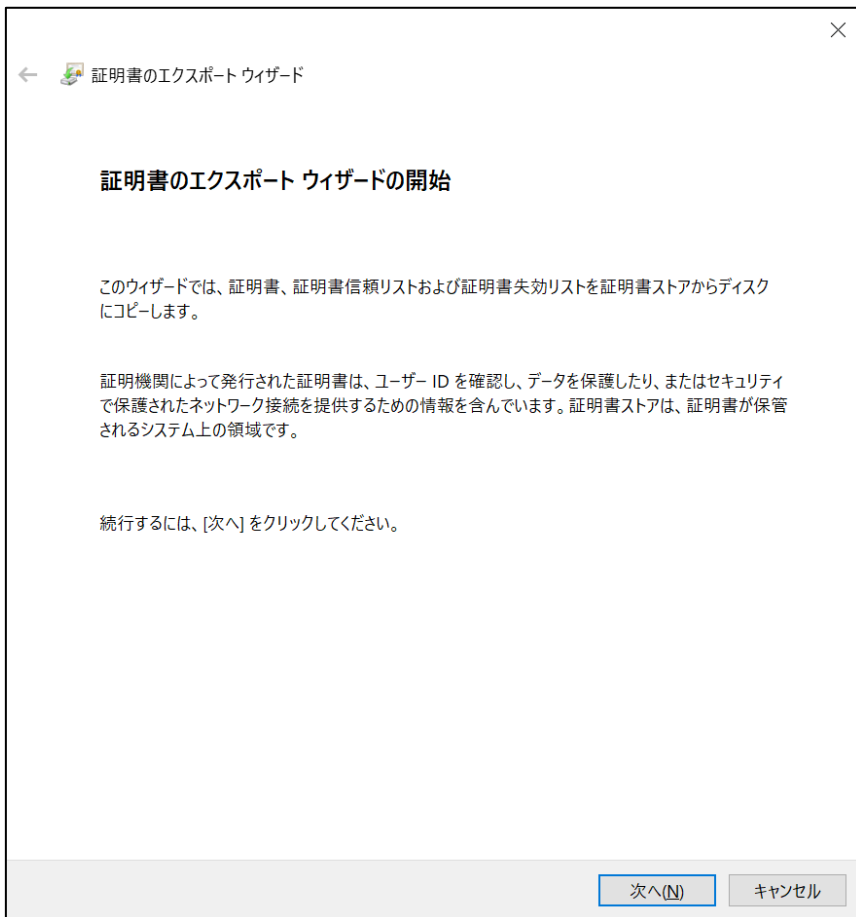 証明書のエクスポート ウィザード
証明書のエクスポート ウィザードの開始
このウィザードでは、証明書、証明書信頼リストおよび証明書失効リストを証明書ストアからディスク
にコピーします。
証明機関によって発行された証明書は、ユーザー ID を確認し、データを保護したり、またはセキュリティ
で保護されたネットワーク接続を提供するための情報を含んでいます。証明書ストアは、証明書が保管
されるシステム上の領域です。
続行するには、[次へ] をクリックしてください。
次へ(N)
キャンセル